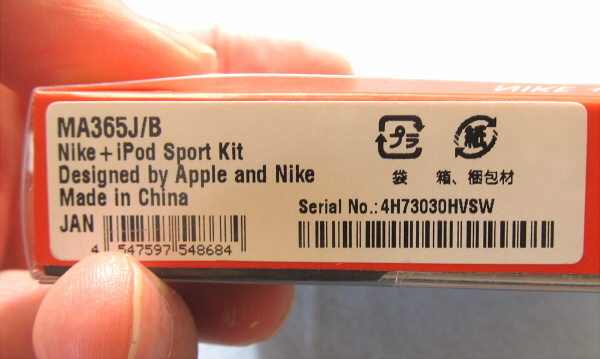 NIKE +
MA365J/B
Nike+iPod Sport Kit
Designed by Apple and Nike
Made in China
JAN
4 547597 548684
プラ 紙
袋 箱、梱包材
Serial No.:4H73030HVSW